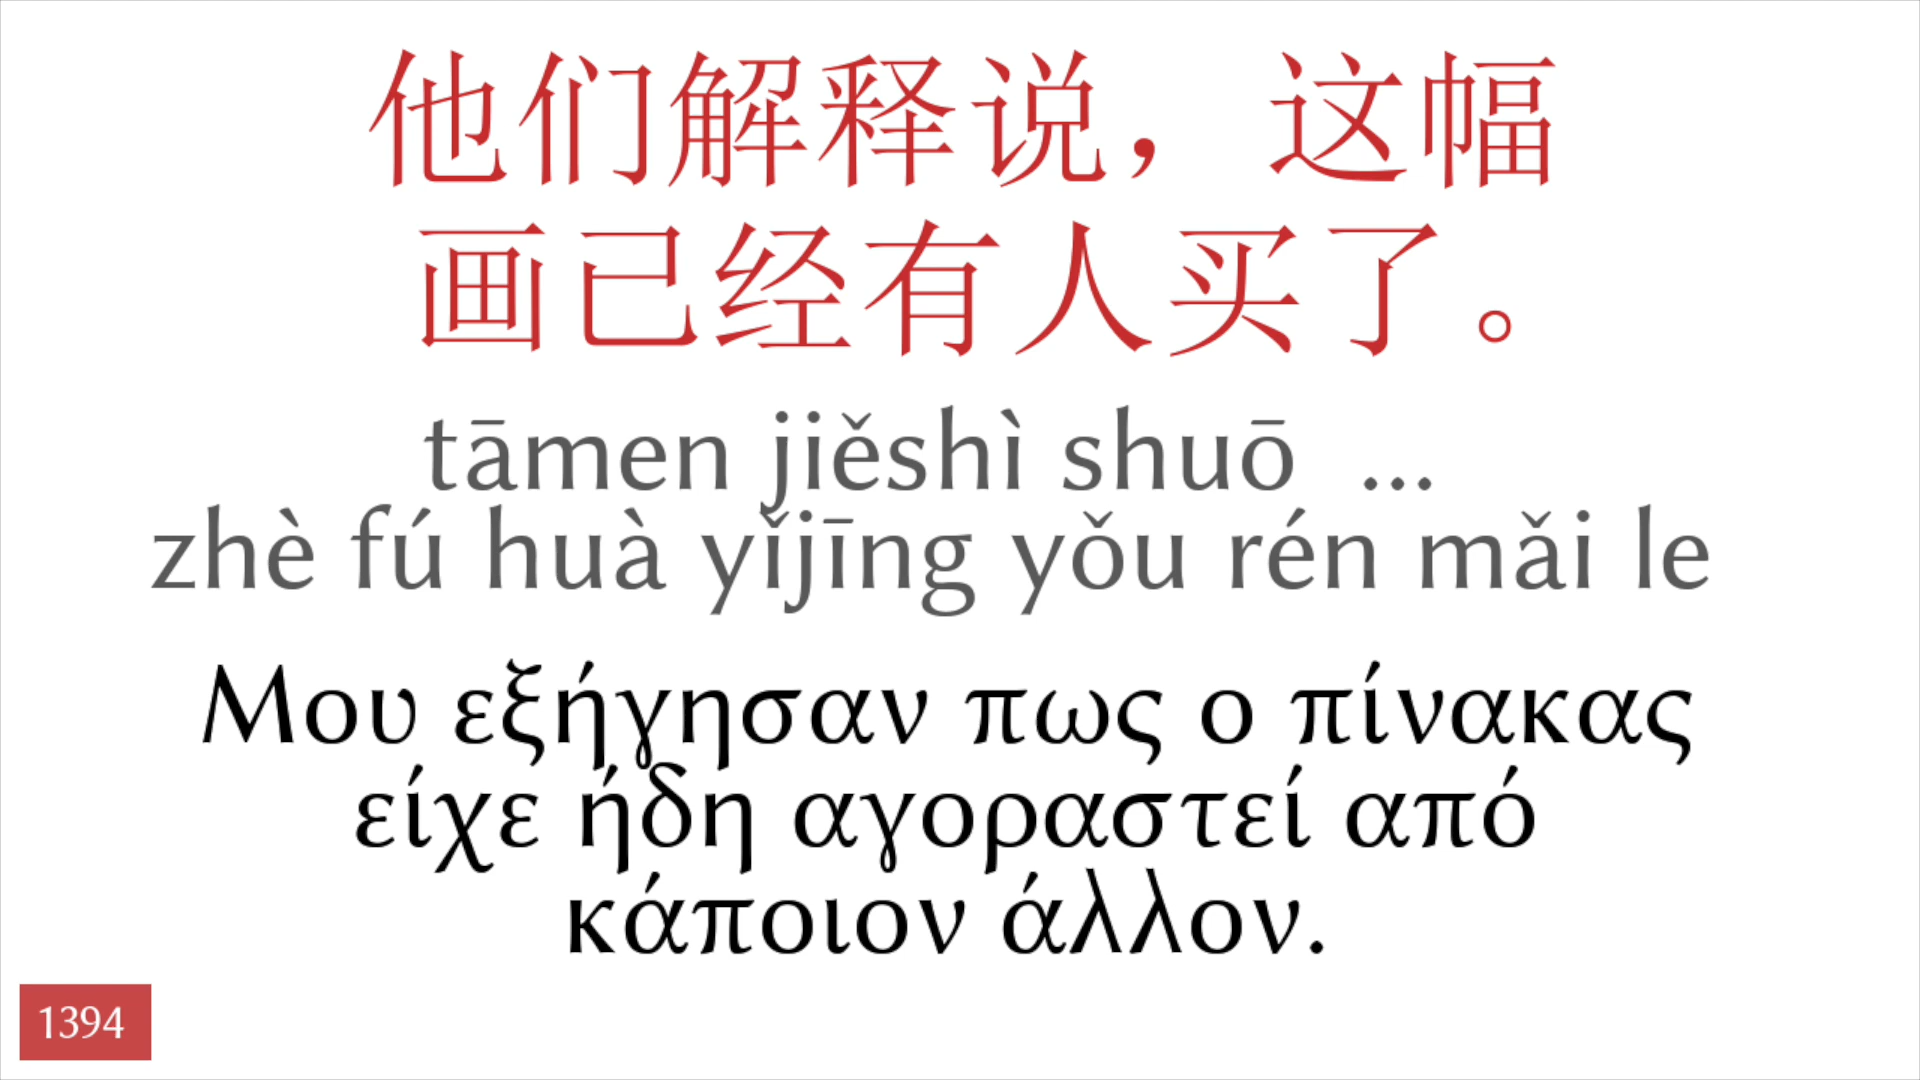 他们解释说，这幅
画已经有人买了。
tāmen jiěshì shuō ...
zhè fú huà yǐjīng yǒu rén mǎi le
Μου εξήγησαν πως ο πίνακας
είχε ήδη αγοραστεί από
κάποιον άλλον.
1394